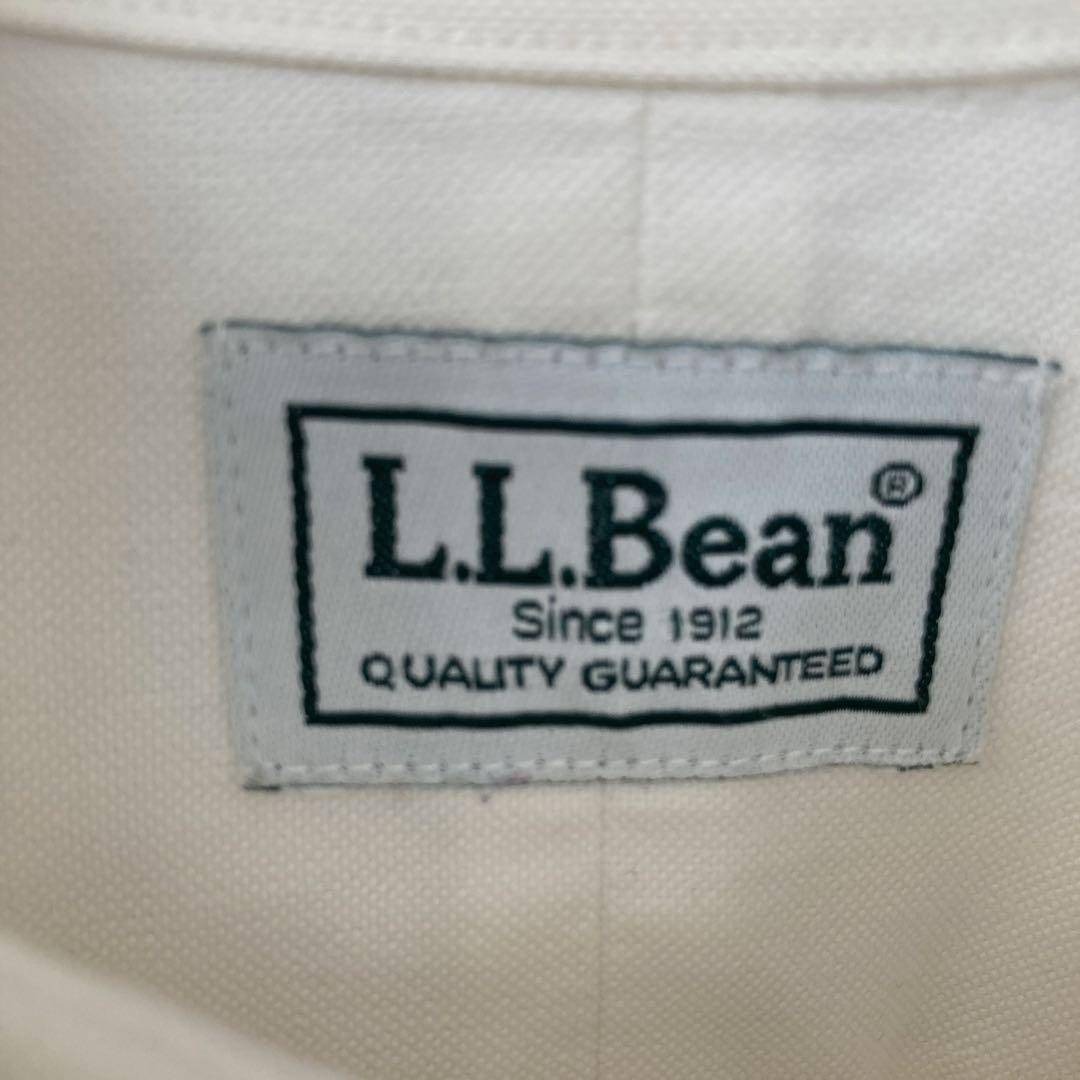 L.L.Bean®
Since 1912
QUALITY GUARANTEED